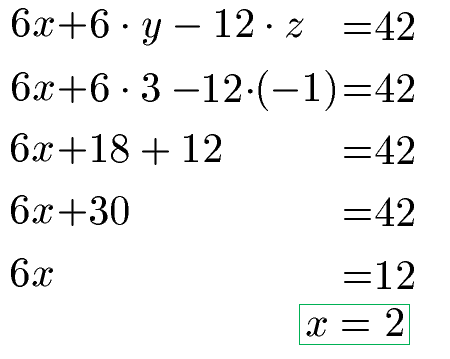 6x+6 · y − 12 · z =42
6x+6 · 3 −12·(−1)=42
6x+18 + 12 =42
6x+30 =42
6x =12
x = 2